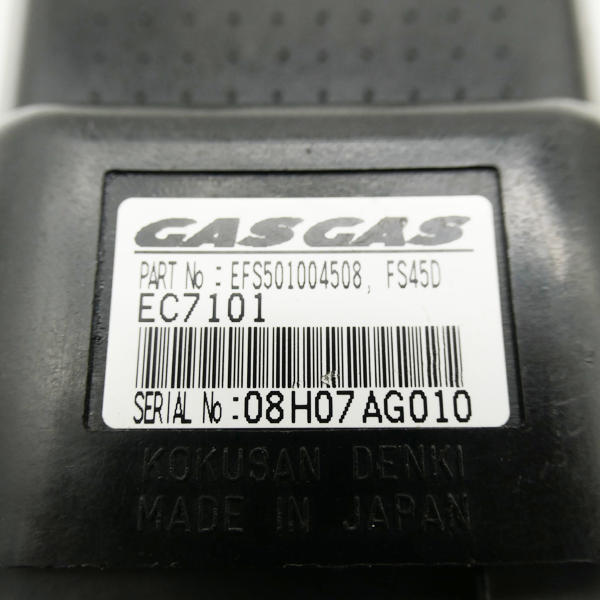 GASGAS
PART No : EFS501004508, FS45D
EC7101
SERIAL No :08H07AG010
KOKUSAN DENKI
MADE IN JAPAN